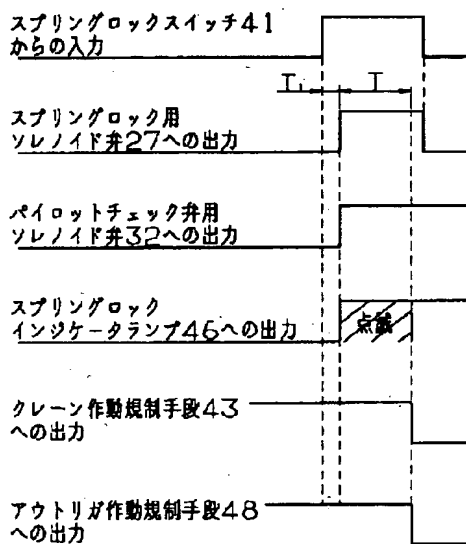 スプリングロックスイッチ41
からの入力
T₁ T
スプリングロック用
ソレノイド弁27への出力
パイロットチェック弁用
ソレノイド弁32への出力
スプリングロック
インジケータランプ46への出力
点滅
クレーン作動規制手段43
への出力
アウトリガ作動規制手段48
への出力